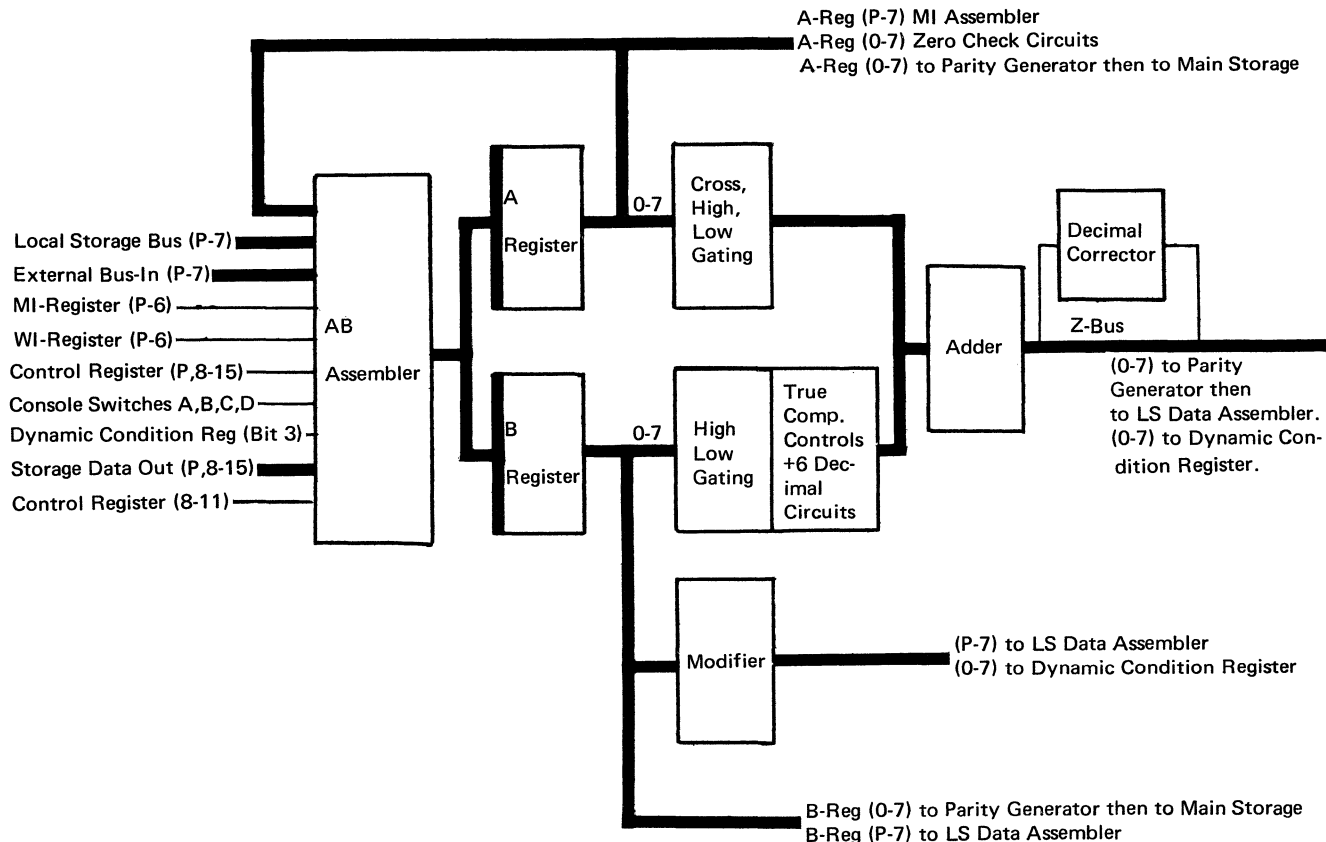 A-Reg (P-7) MI Assembler
A-Reg (0-7) Zero Check Circuits
A-Reg (0-7) to Parity Generator then to Main Storage
Local Storage Bus (P-7)
External Bus-In (P-7)
MI-Register (P-6)
WI-Register (P-6)
Control Register (P,8-15)
Console Switches A,B,C,D
Dynamic Condition Reg (Bit 3)
Storage Data Out (P,8-15)
Control Register (8-11)
AB
Assembler
A
Register
0-7
Cross,
High,
Low
Gating
B
Register
0-7
High
Low
Gating
True
Comp.
Controls
+6 Dec-
imal
Circuits
Adder
Decimal
Corrector
Z-Bus
(0-7) to Parity
Generator then
to LS Data Assembler.
(0-7) to Dynamic Con-
dition Register.
Modifier
(P-7) to LS Data Assembler
(0-7) to Dynamic Condition Register
B-Reg (0-7) to Parity Generator then to Main Storage
B-Reg (P-7) to LS Data Assembler